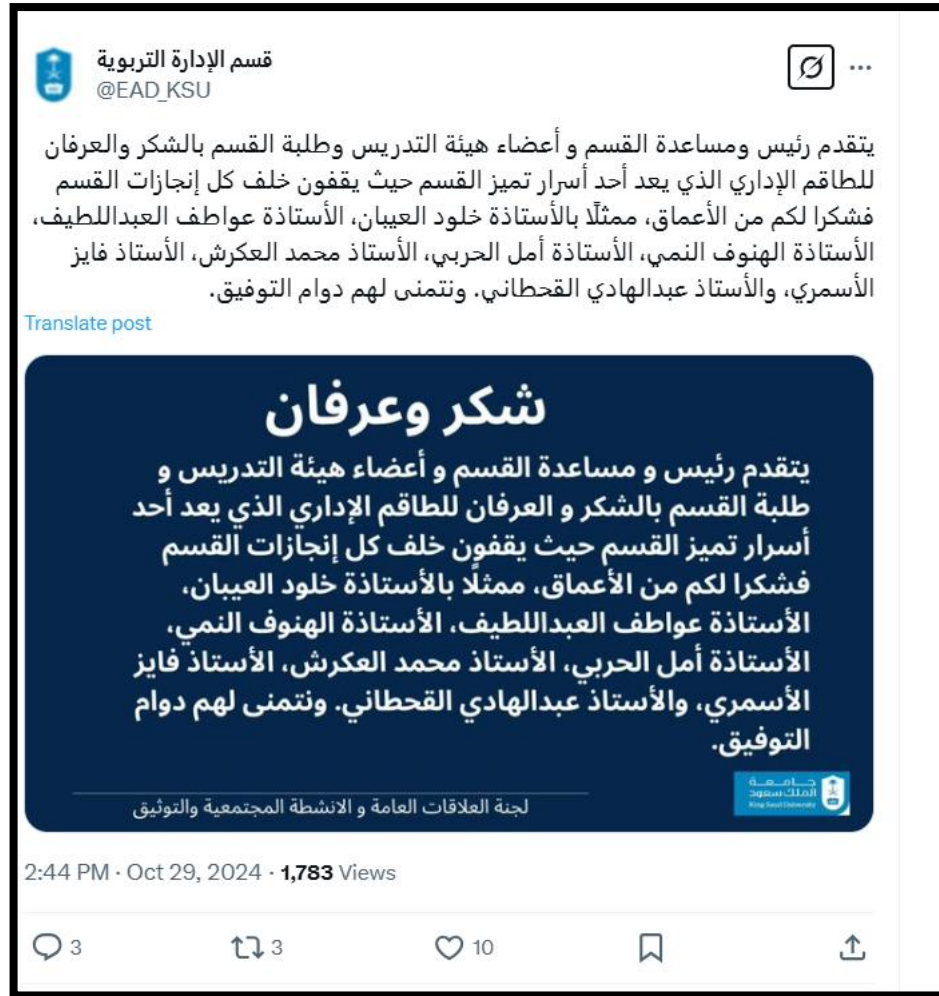 قسم الإدارة التربوية
@EAD_KSU
يتقدم رئيس ومساعدة القسم و أعضاء هيئة التدريس وطلبة القسم بالشكر والعرفان
للطاقم الإداري الذي يعد أحد أسرار تميز القسم حيث يقفون خلف كل إنجازات القسم
فشكرا لكم من الأعماق، ممثلًا بالأستاذة خلود العيبان، الأستاذة عواطف العبداللطيف،
الأستاذة الهنوف النمي، الأستاذة أمل الحربي، الأستاذ محمد العكرش، الأستاذ فايز
الأسمري، والأستاذ عبدالهادي القحطاني. ونتمنى لهم دوام التوفيق.
Translate post
شكر وعرفان
يتقدم رئيس و مساعدة القسم و أعضاء هيئة التدريس و
طلبة القسم بالشكر و العرفان للطاقم الإداري الذي يعد أحد
أسرار تميز القسم حيث يقفون خلف كل إنجازات القسم
فشكرا لكم من الأعماق، ممثلًا بالأستاذة خلود العيبان،
الأستاذة عواطف العبداللطيف، الأستاذة الهنوف النمي،
الأستاذة أمل الحربي، الأستاذ محمد العكرش، الأستاذ فايز
الأسمري، والأستاذ عبدالهادي القحطاني. ونتمنى لهم دوام
التوفيق.
جامعة
الملك سعود
King Saud University
لجنة العلاقات العامة و الانشطة المجتمعية والتوثيق
2:44 PM · Oct 29, 2024 · 1,783 Views
3 3 10